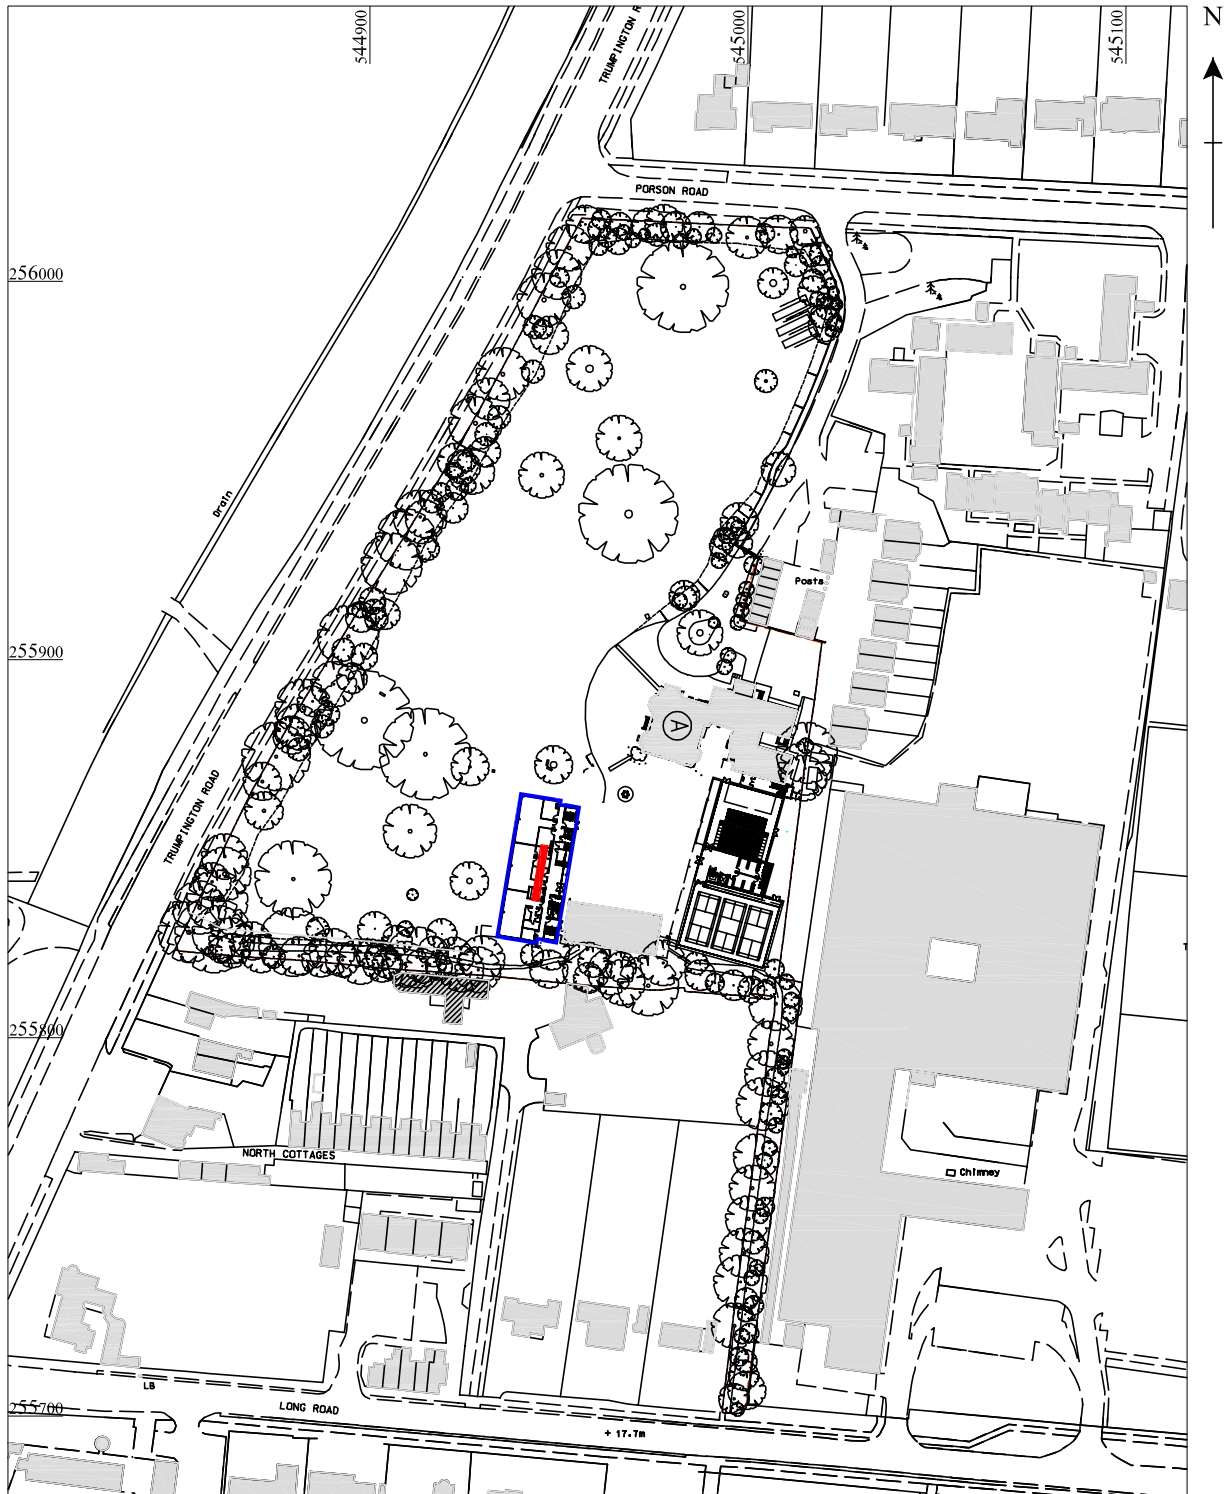 544900
545000
545100
N
TRUMPINGTON R
PORSON ROAD
256000
Drain
Posts
255900
A
TRUMPINGTON ROAD
255800
NORTH COTTAGES
Chimney
LB
255700
LONG ROAD
+ 17.7m